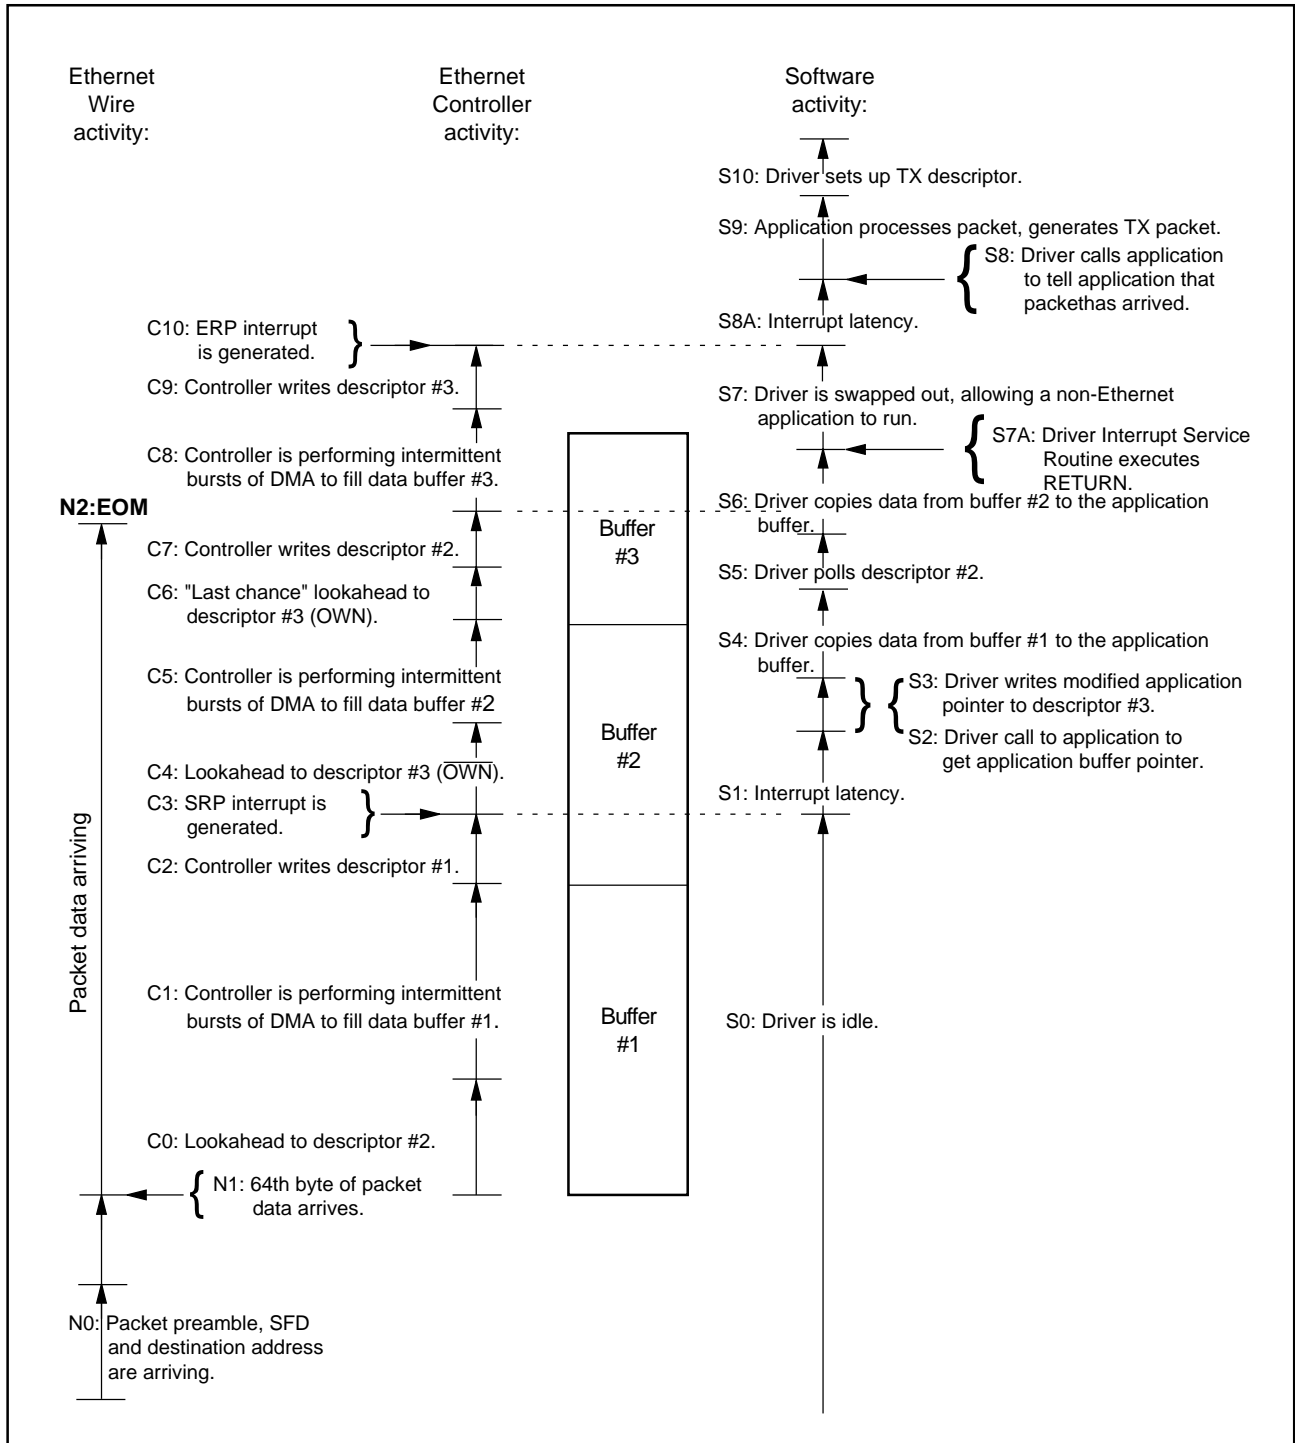 Ethernet
Wire
activity:
Ethernet
Controller
activity:
Software
activity:
S10: Driver sets up TX descriptor.
S9: Application processes packet, generates TX packet.
S8: Driver calls application
to tell application that
packethas arrived.
S8A: Interrupt latency.
C10: ERP interrupt
is generated.
C9: Controller writes descriptor #3.
S7: Driver is swapped out, allowing a non-Ethernet
application to run.
S7A: Driver Interrupt Service
Routine executes
RETURN.
C8: Controller is performing intermittent
bursts of DMA to fill data buffer #3.
N2:EOM
S6: Driver copies data from buffer #2 to the application
buffer.
Buffer
#3
C7: Controller writes descriptor #2.
S5: Driver polls descriptor #2.
C6: "Last chance" lookahead to
descriptor #3 (OWN).
S4: Driver copies data from buffer #1 to the application
buffer.
C5: Controller is performing intermittent
bursts of DMA to fill data buffer #2
S3: Driver writes modified application
pointer to descriptor #3.
S2: Driver call to application to
get application buffer pointer.
Buffer
#2
C4: Lookahead to descriptor #3 (O̅W̅N̅).
S1: Interrupt latency.
C3: SRP interrupt is
generated.
C2: Controller writes descriptor #1.
Packet data arriving
C1: Controller is performing intermittent
bursts of DMA to fill data buffer #1.
Buffer
#1
S0: Driver is idle.
C0: Lookahead to descriptor #2.
N1: 64th byte of packet
data arrives.
N0: Packet preamble, SFD
and destination address
are arriving.